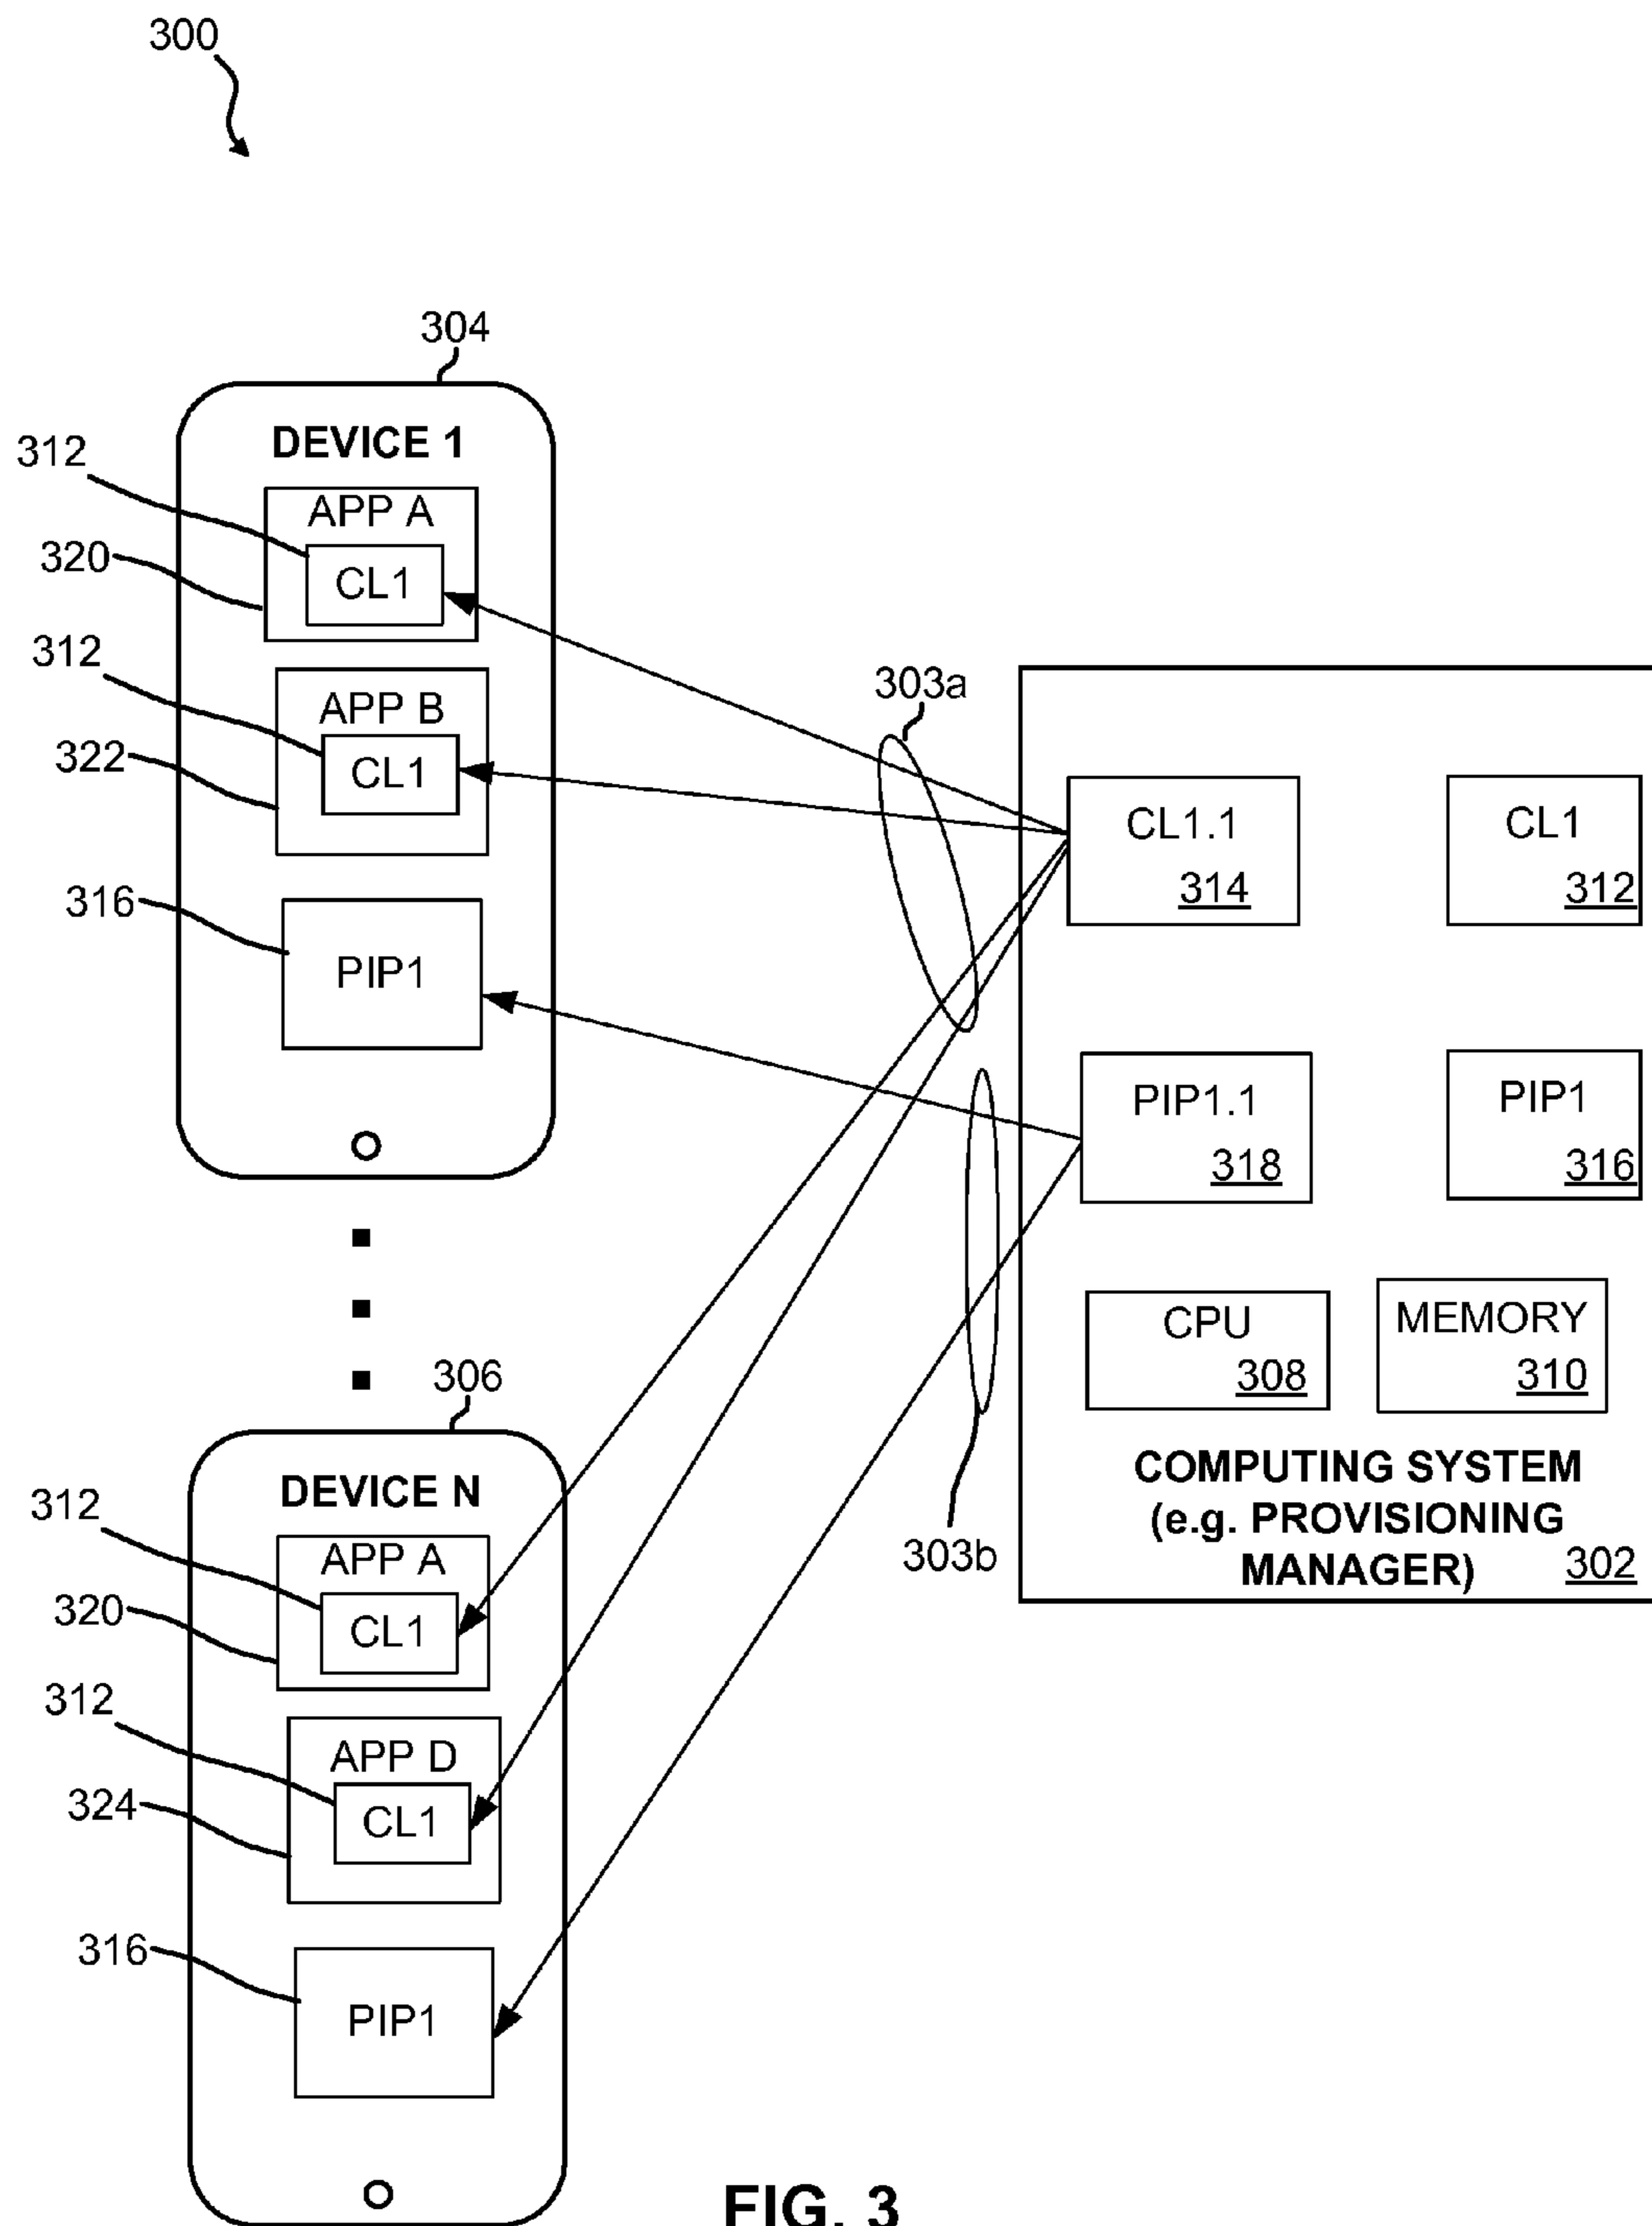 300
304
DEVICE 1
312
APP A
320
CL1
312
APP B
322
CL1
316
PIP1
303a
CL1.1
314
CL1
312
PIP1.1
318
PIP1
316
CPU
308
MEMORY
310
COMPUTING SYSTEM
(e.g. PROVISIONING
MANAGER)
302
303b
306
DEVICE N
312
APP A
320
CL1
312
APP D
324
CL1
316
PIP1
FIG. 3